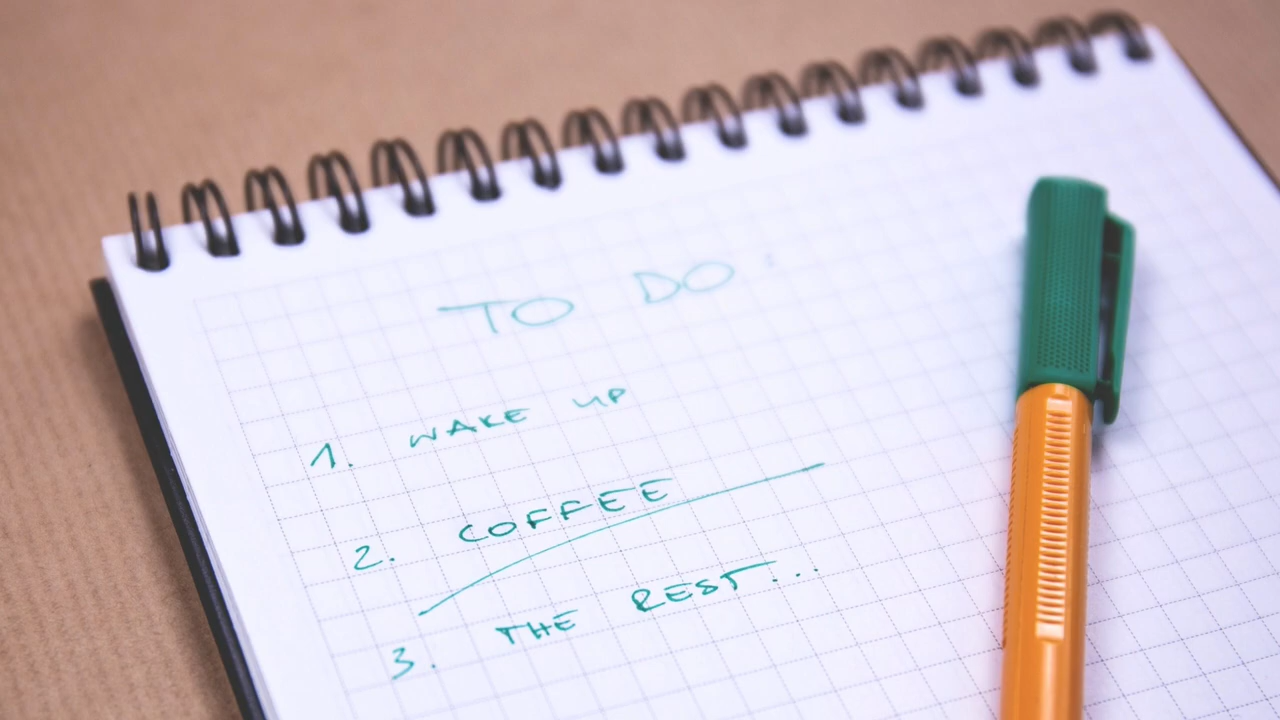 TO DO:
1. WAKE UP
2. COFFEE
3. THE REST...